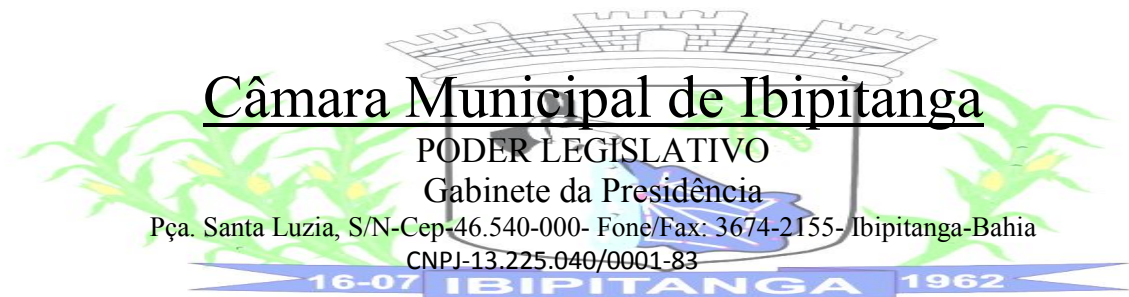 Câmara Municipal de Ibipitanga
PODER LEGISLATIVO
Gabinete da Presidência
Pça. Santa Luzia, S/N-Cep-46.540-000- Fone/Fax: 3674-2155- Ibipitanga-Bahia
CNPJ-13.225.040/0001-83
16-07 IBIPITANGA 1962